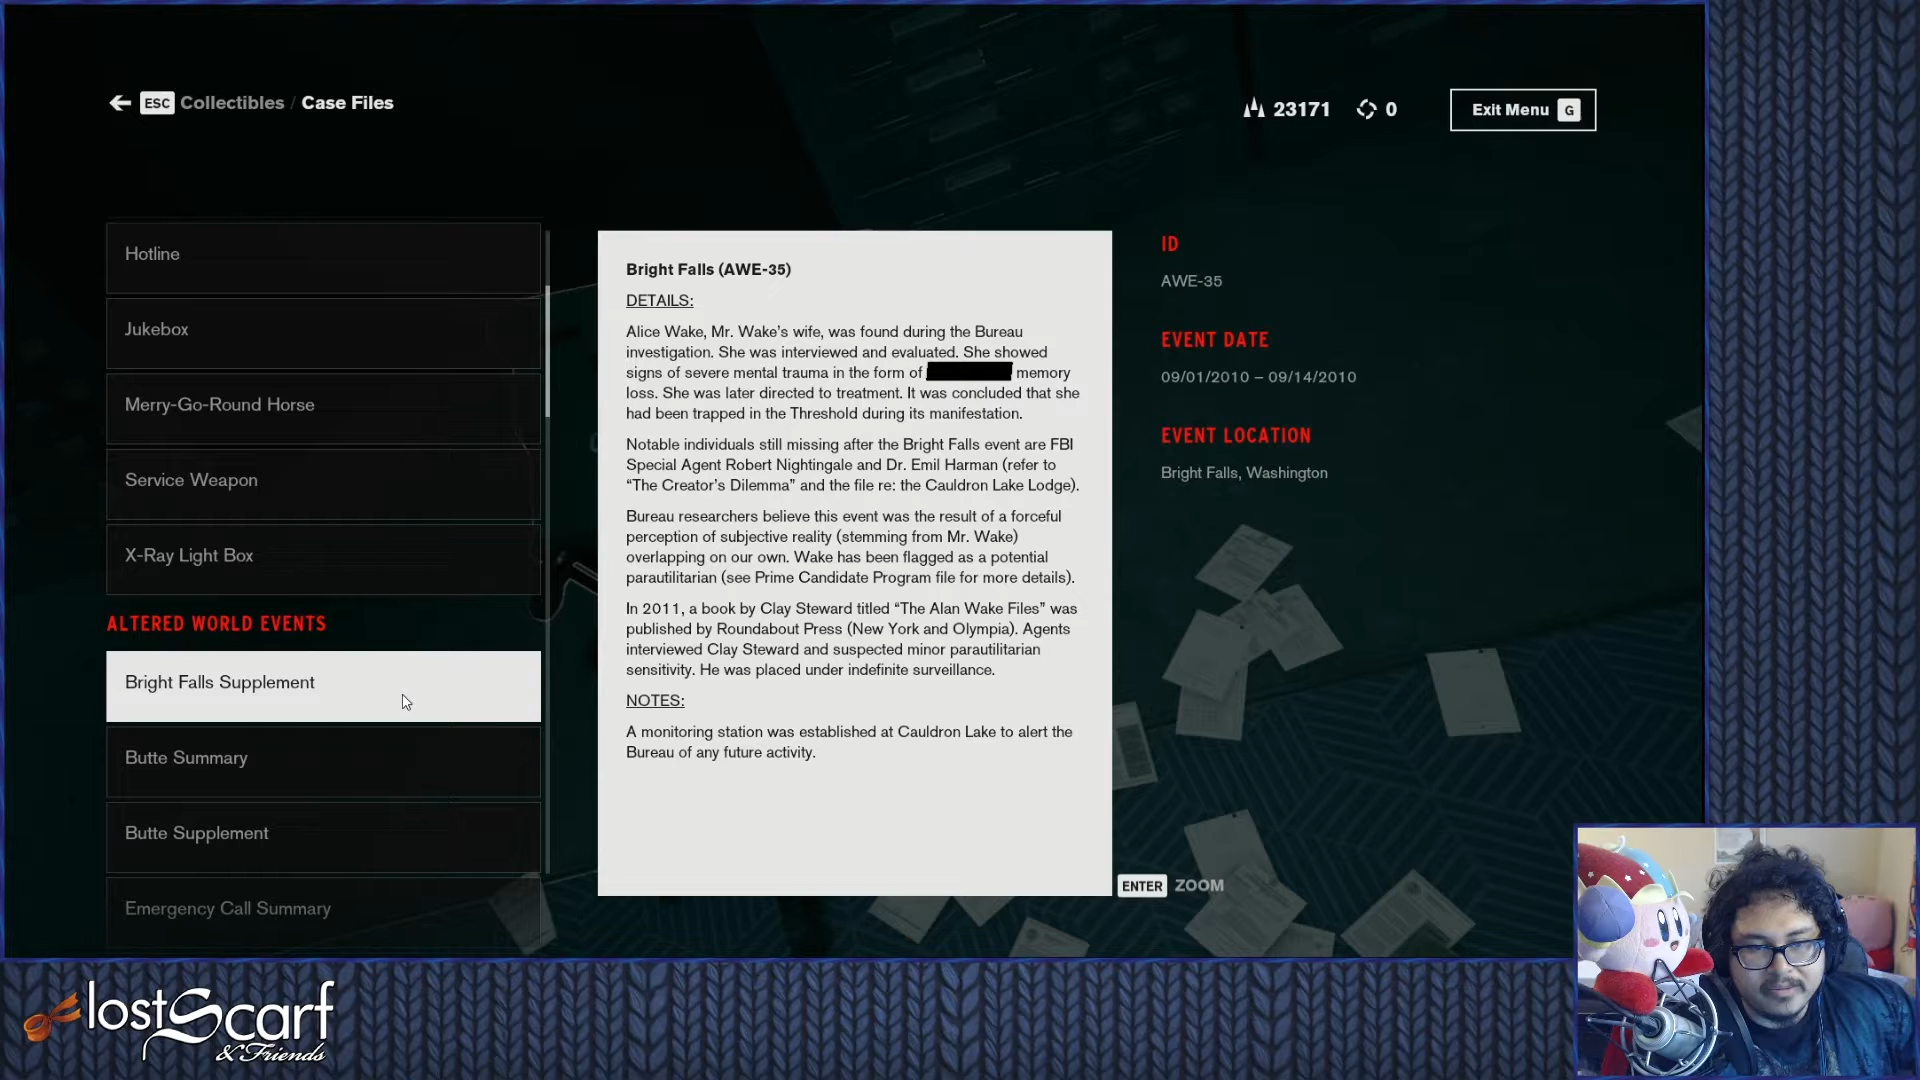 ESC Collectibles / Case Files
23171
0
Exit Menu G
Hotline
Jukebox
Merry-Go-Round Horse
Service Weapon
X-Ray Light Box
ALTERED WORLD EVENTS
Bright Falls Supplement
Butte Summary
Butte Supplement
Emergency Call Summary
Bright Falls (AWE-35)
DETAILS:
Alice Wake, Mr. Wake's wife, was found during the Bureau
investigation. She was interviewed and evaluated. She showed
signs of severe mental trauma in the form of memory
loss. She was later directed to treatment. It was concluded that she
had been trapped in the Threshold during its manifestation.
Notable individuals still missing after the Bright Falls event are FBI
Special Agent Robert Nightingale and Dr. Emil Harman (refer to
“The Creator's Dilemma” and the file re: the Cauldron Lake Lodge).
Bureau researchers believe this event was the result of a forceful
perception of subjective reality (stemming from Mr. Wake)
overlapping on our own. Wake has been flagged as a potential
parautilitarian (see Prime Candidate Program file for more details).
In 2011, a book by Clay Steward titled “The Alan Wake Files” was
published by Roundabout Press (New York and Olympia). Agents
interviewed Clay Steward and suspected minor parautilitarian
sensitivity. He was placed under indefinite surveillance.
NOTES:
A monitoring station was established at Cauldron Lake to alert the
Bureau of any future activity.
ENTER ZOOM
ID
AWE-35
EVENT DATE
09/01/2010 – 09/14/2010
EVENT LOCATION
Bright Falls, Washington
lostScarf
& Friends